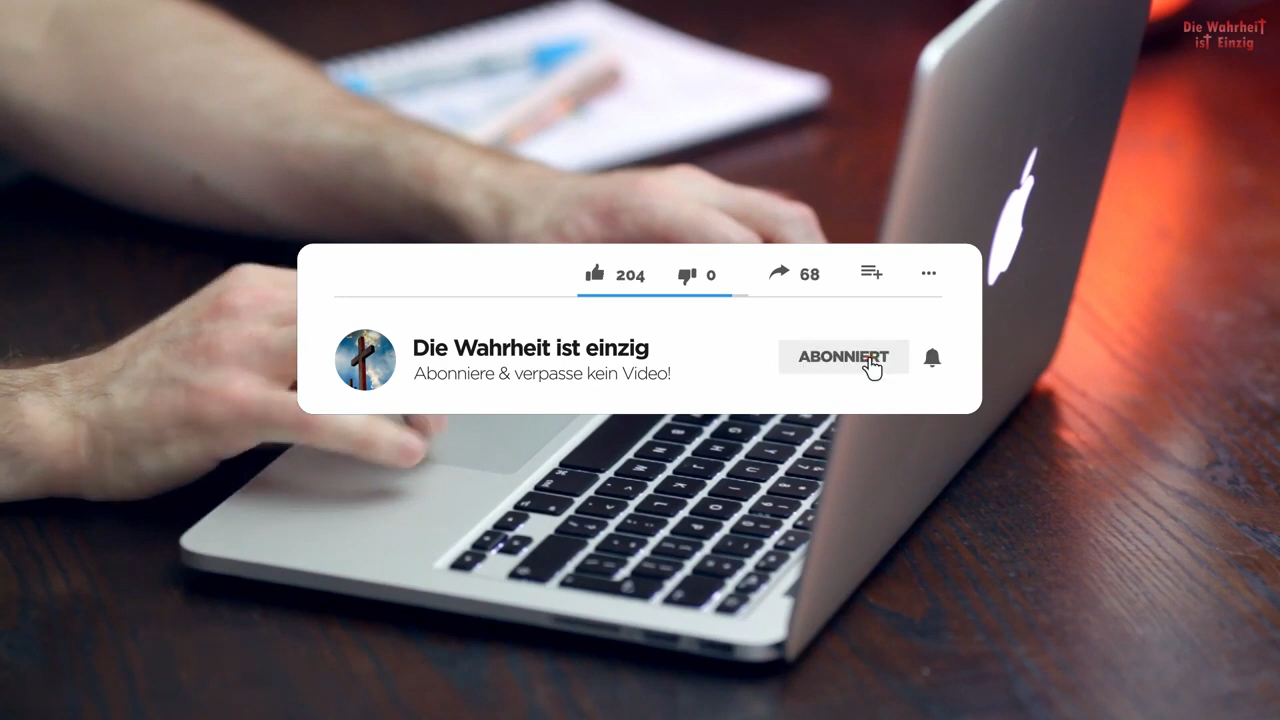 Die Wahrheit
ist Einzig
204 0 68
Die Wahrheit ist einzig
Abonniere & verpasse kein Video!
ABONNIERT